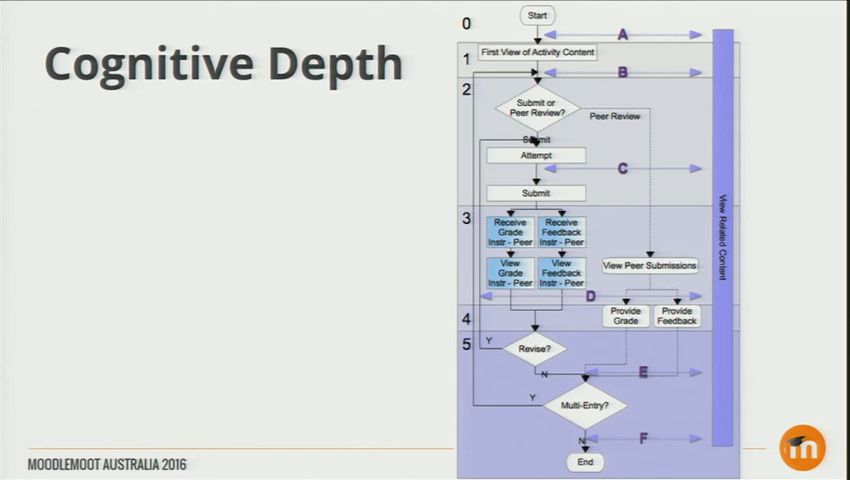 Cognitive Depth
0
Start
A
1
First View of Activity Content
B
2
Submit or
Peer Review?
Peer Review
Submit
Attempt
C
Submit
3
Receive
Grade
Instr - Peer
Receive
Feedback
Instr - Peer
View
Grade
Instr - Peer
View
Feedback
Instr - Peer
View Peer Submissions
D
4
Provide
Grade
Provide
Feedback
5
Y
Revise?
N
E
Y
Multi-Entry?
N
F
End
View Related Content
MOODLEMOOT AUSTRALIA 2016
m